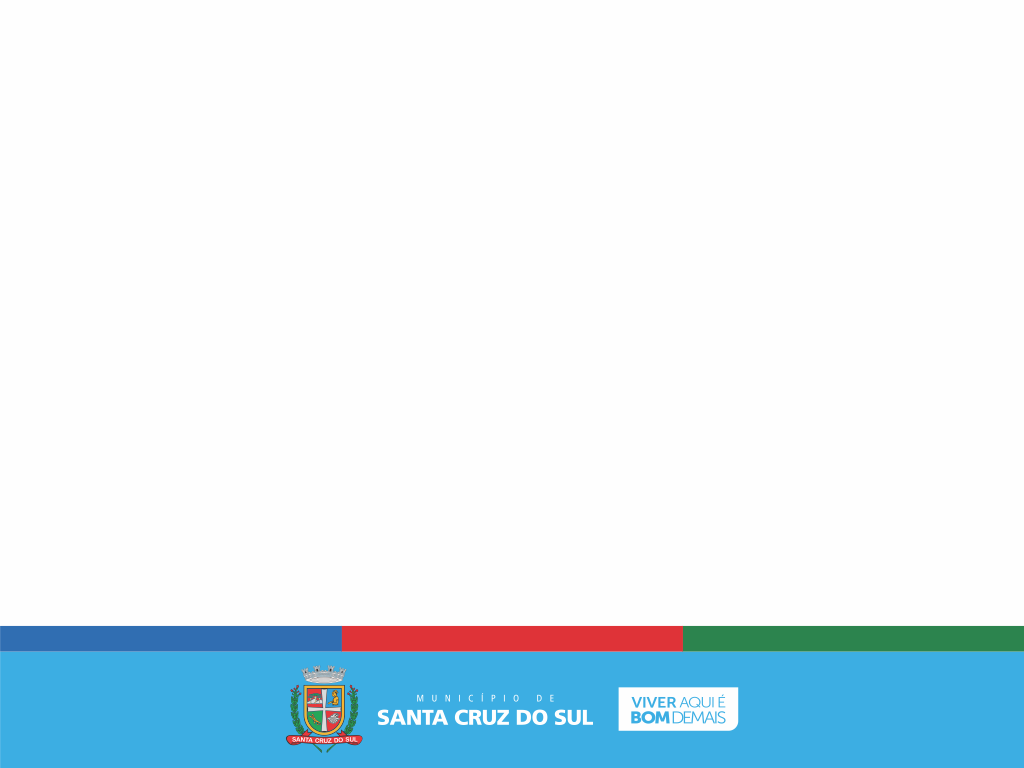 MUNICÍPIO DE
SANTA CRUZ DO SUL
SANTA CRUZ DO SUL
VIVER AQUI É
BOM DEMAIS